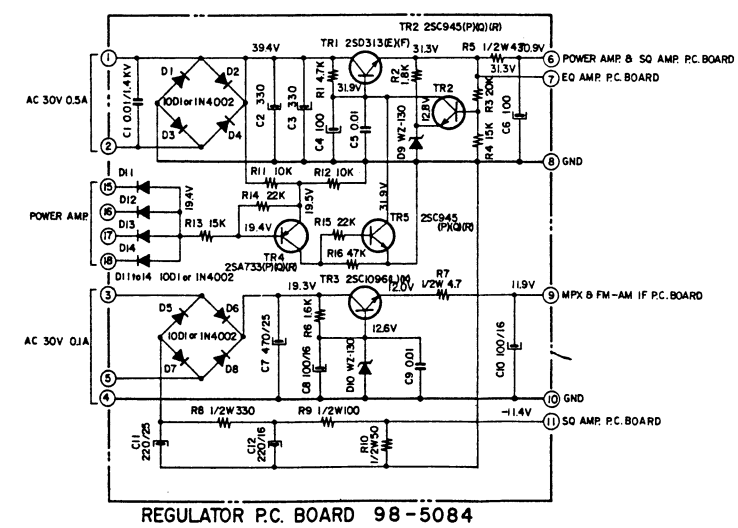 TR2 2SC945(P)(Q)(R)
39.4V
TR1 2SD313(E)(F)
31.3V
R5 1/2W 4.7
30.9V
1
D1
D2
C1 0.01/1.4KV
AC 30V 0.5A
10D1 or 1N4002
D3
D4
2
C2 330
C3 330
R1 4.7K
31.9V
C4 100
C5 0.01
R2 1.8K
12.8V
TR2
D9 WZ-130
31.3V
R3 20K
R4 15K
C6 100
6 POWER AMP. & SQ AMP. P.C. BOARD
7 EQ AMP. P.C. BOARD
8 GND
R11 10K
R12 10K
15
D11
16
D12
POWER AMP.
17
D13
18
D14
19.4V
R13 15K
R14 22K
19.4V
19.5V
TR4
2SA733(P)(Q)(R)
R15 22K
R16 47K
31.9V
TR5
2SC945
(P)(Q)(R)
D11 to 14 10D1 or 1N4002
3
D5
D6
AC 30V 0.1A
10D1 or 1N4002
D7
D8
5
4
19.3V
TR3 2SC1096(L)(M)
12.0V
R7
1/2W 4.7
11.9V
9 MPX & FM-AM IF P.C. BOARD
C7 470/25
R6 1.6K
C8 100/16
12.6V
D10 WZ-130
C9 0.01
C10 100/16
10 GND
R8 1/2W 330
R9 1/2W 100
-11.4V
11 SQ AMP. P.C. BOARD
C11
220/25
C12
220/16
R10
1/2W50
REGULATOR P.C. BOARD 98-5084